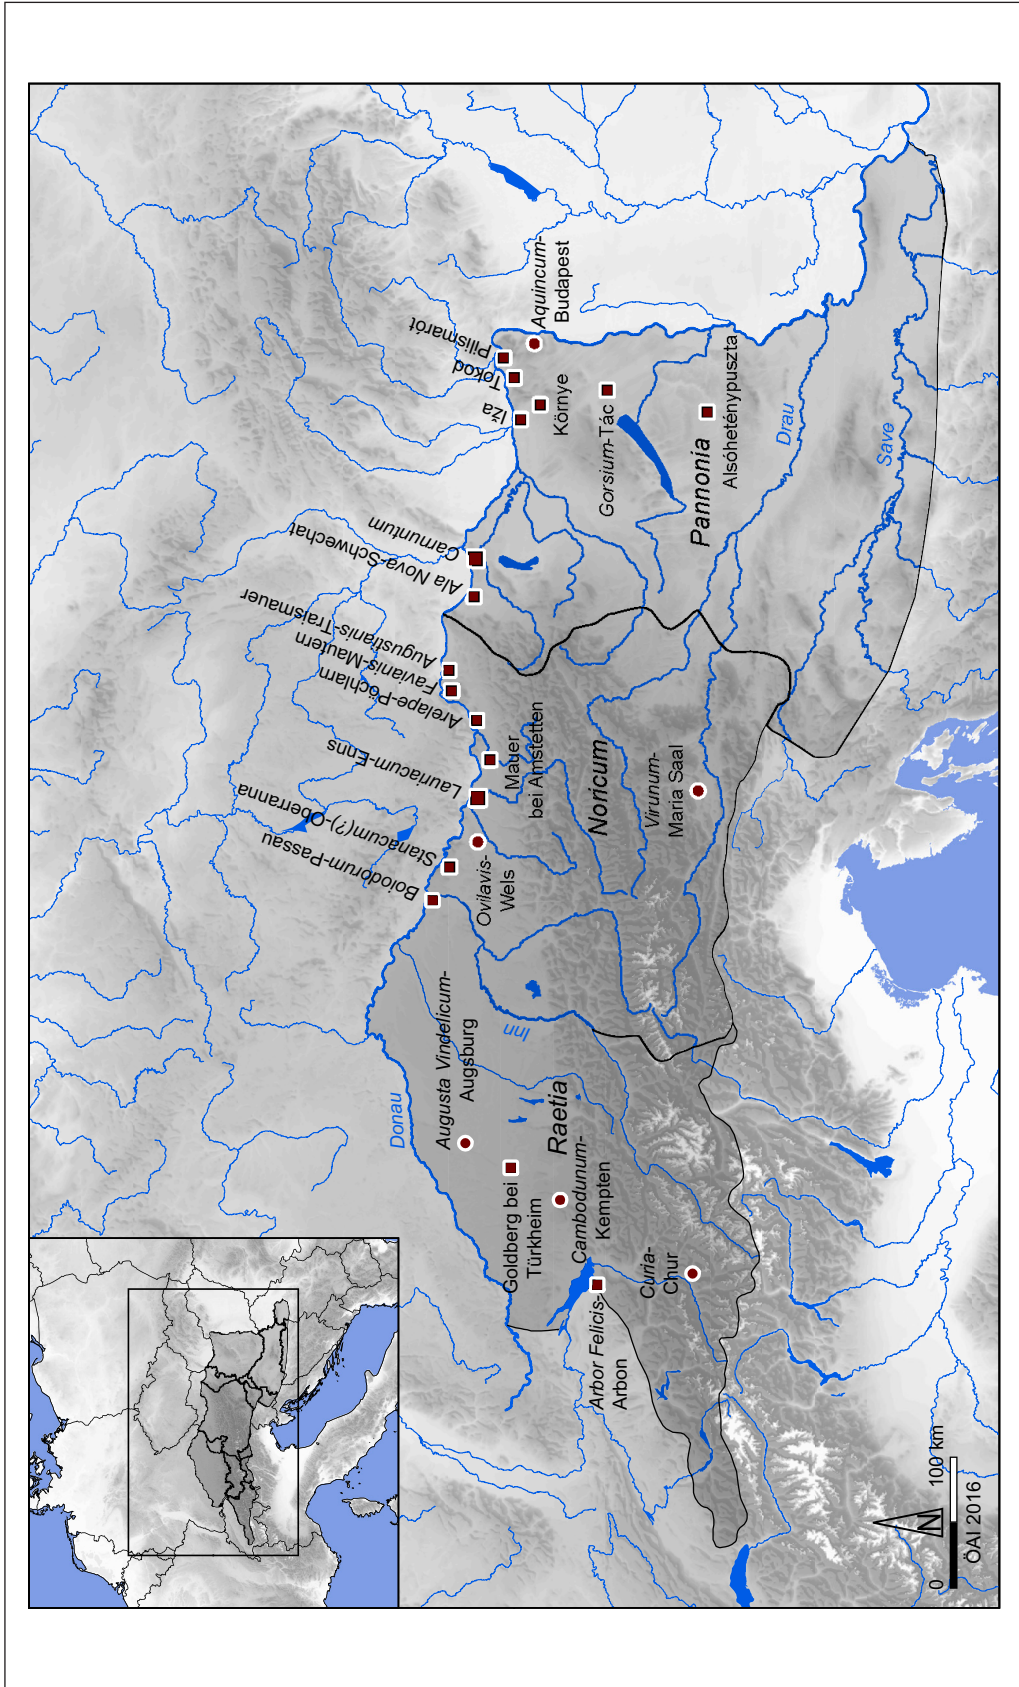 Donau
Boiodorum-Passau
Stanacum(?)-Oberranna
Lauriacum-Enns
Arelape-Pöchlarn
Favianis-Mautern
Augustianis-Traismauer
Ala Nova-Schwechat
Carnuntum
Iža
Tokod
Pilismarót
Aquincum-
Budapest
Környe
Gorsium-Tác
Pannonia
Alsóheténypuszta
Drau
Save
Augusta Vindelicum-
Augsburg
Goldberg bei
Türkheim
Raetia
Cambodunum-
Kempten
Arbor Felicis-
Arbon
Curia-
Chur
Inn
Ovilavis-
Wels
Mauer
bei Amstetten
Noricum
Virunum-
Maria Saal
N
0
100 km
ÖAI 2016